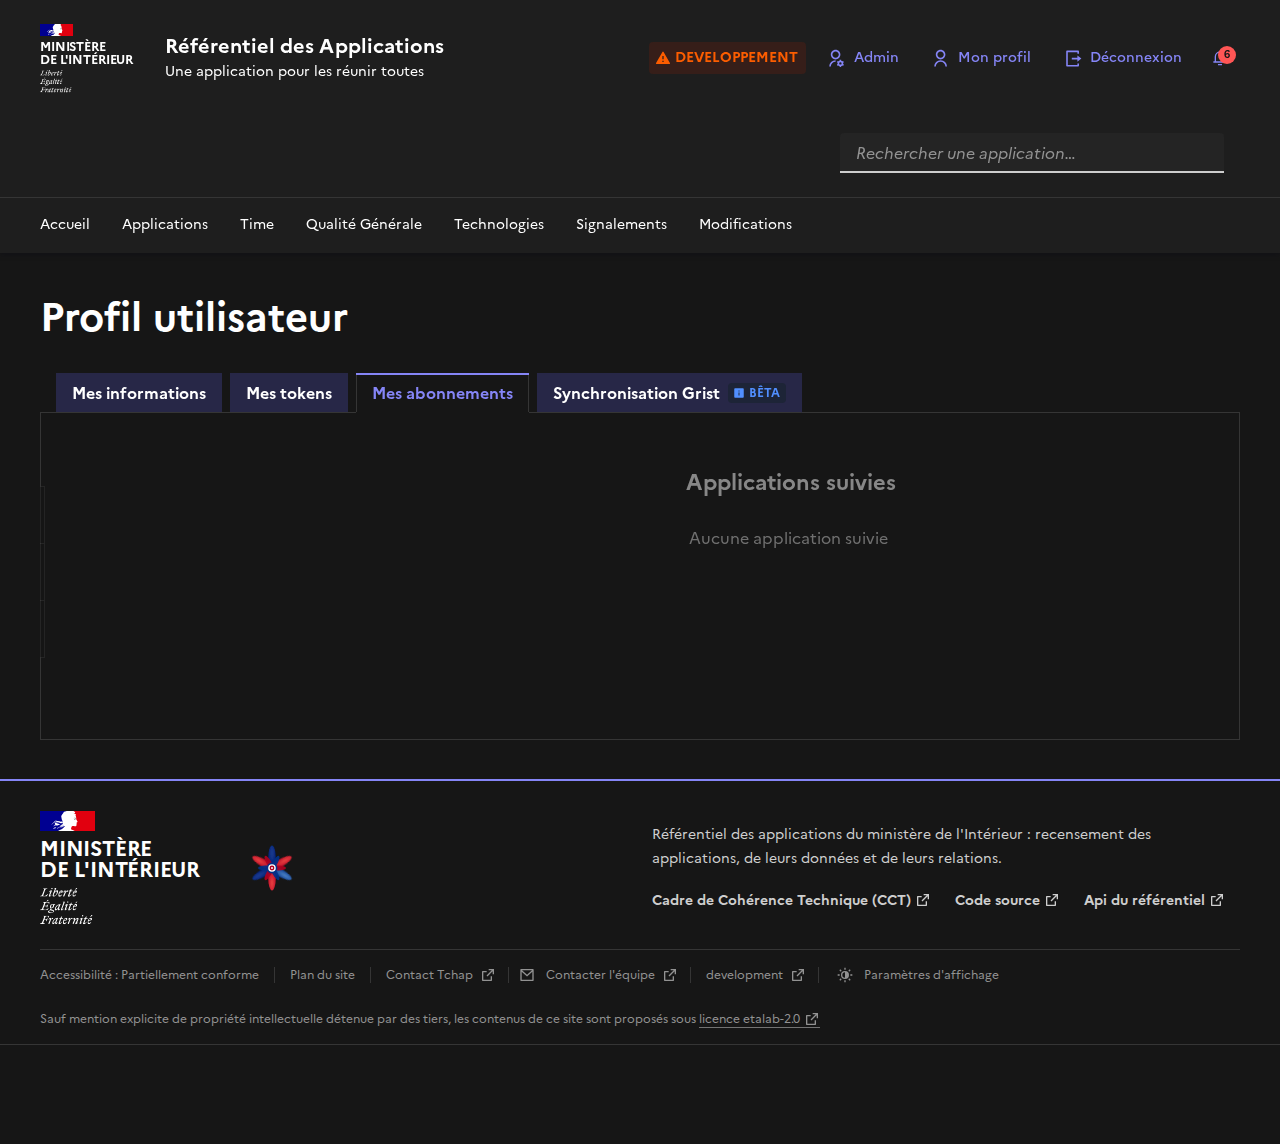 MINISTÈRE
DE L'INTÉRIEUR
Liberté
Égalité
Fraternité
Référentiel des Applications
Une application pour les réunir toutes
DEVELOPPEMENT
Admin
Mon profil
Déconnexion
6
Rechercher une application…
Accueil
Applications
Time
Qualité Générale
Technologies
Signalements
Modifications
Profil utilisateur
Mes informations
Mes tokens
Mes abonnements
Synchronisation Grist
BÊTA
Applications suivies
Aucune application suivie
MINISTÈRE
DE L'INTÉRIEUR
Liberté
Égalité
Fraternité
Référentiel des applications du ministère de l'Intérieur : recensement des
applications, de leurs données et de leurs relations.
Cadre de Cohérence Technique (CCT)
Code source
Api du référentiel
Accessibilité : Partiellement conforme
Plan du site
Contact Tchap
Contacter l'équipe
development
Paramètres d'affichage
Sauf mention explicite de propriété intellectuelle détenue par des tiers, les contenus de ce site sont proposés sous licence etalab-2.0